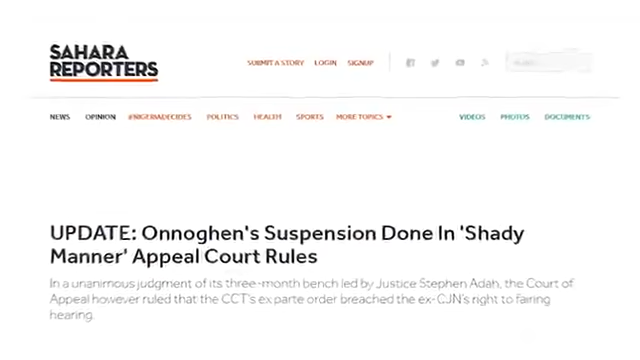 SAHARA
REPORTERS
SUBMIT A STORY LOGIN SIGNUP
NEWS OPINION #NIGERIADECIDES POLITICS HEALTH SPORTS MORE TOPICS VIDEOS PHOTOS DOCUMENTS
UPDATE: Onnoghen's Suspension Done In 'Shady
Manner' Appeal Court Rules
In a unanimous judgment of its three-month bench led by Justice Stephen Adah, the Court of
Appeal however ruled that the CCT's ex parte order breached the ex-CJN's right to fairing
hearing.